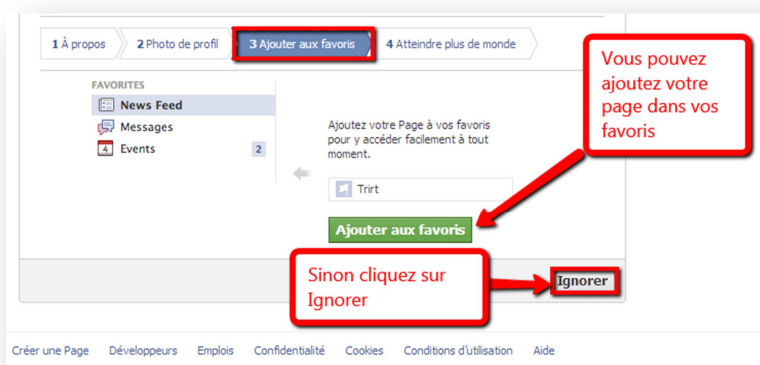 1 À propos 2 Photo de profil 3 Ajouter aux favoris 4 Atteindre plus de monde
Vous pouvez
ajoutez votre
page dans vos
favoris
FAVORITES
News Feed
Messages
4 Events 2
Ajoutez votre Page à vos favoris
pour y accéder facilement à tout
moment.
Trirt
Ajouter aux favoris
Sinon cliquez sur
Ignorer
Ignorer
Créer une Page Développeurs Emplois Confidentialité Cookies Conditions d'utilisation Aide